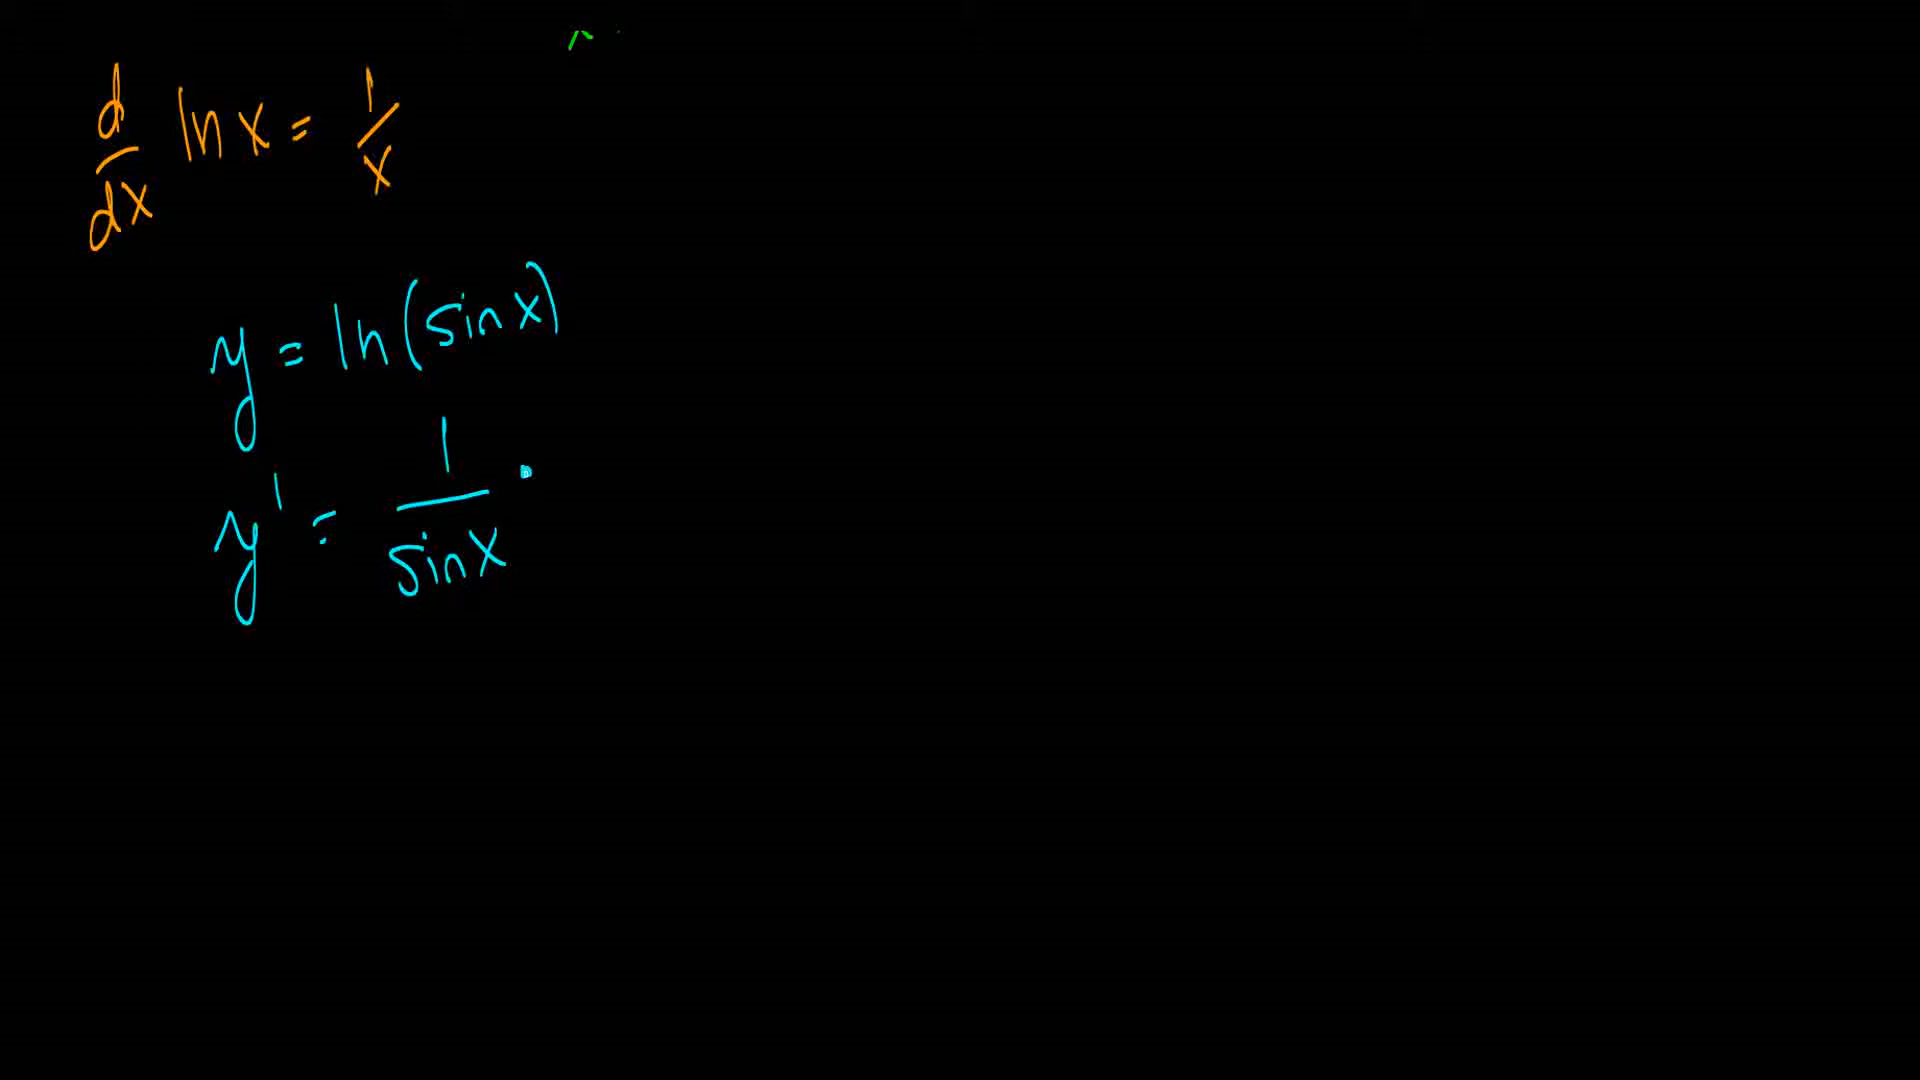 d/dx ln x = 1/x
y = ln(sin x)
y' = 1/sin x ·